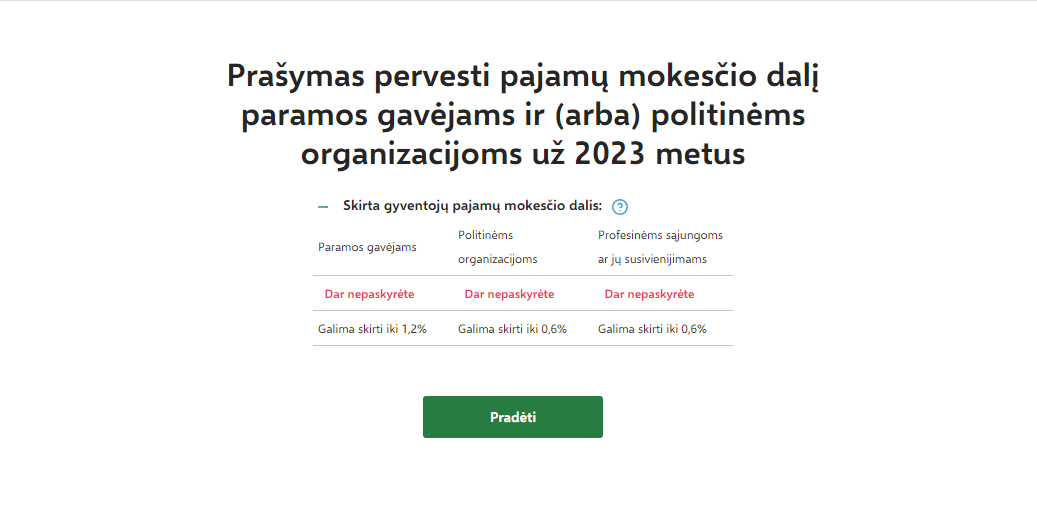 Prašymas pervesti pajamų mokesčio dalį
paramos gavėjams ir (arba) politinėms
organizacijoms už 2023 metus
– Skirta gyventojų pajamų mokesčio dalis: ?
Paramos gavėjams
Politinėms
organizacijoms
Profesinėms sąjungoms
ar jų susivienijimams
Dar nepaskyrėte Dar nepaskyrėte Dar nepaskyrėte
Galima skirti iki 1,2% Galima skirti iki 0,6% Galima skirti iki 0,6%
Pradėti